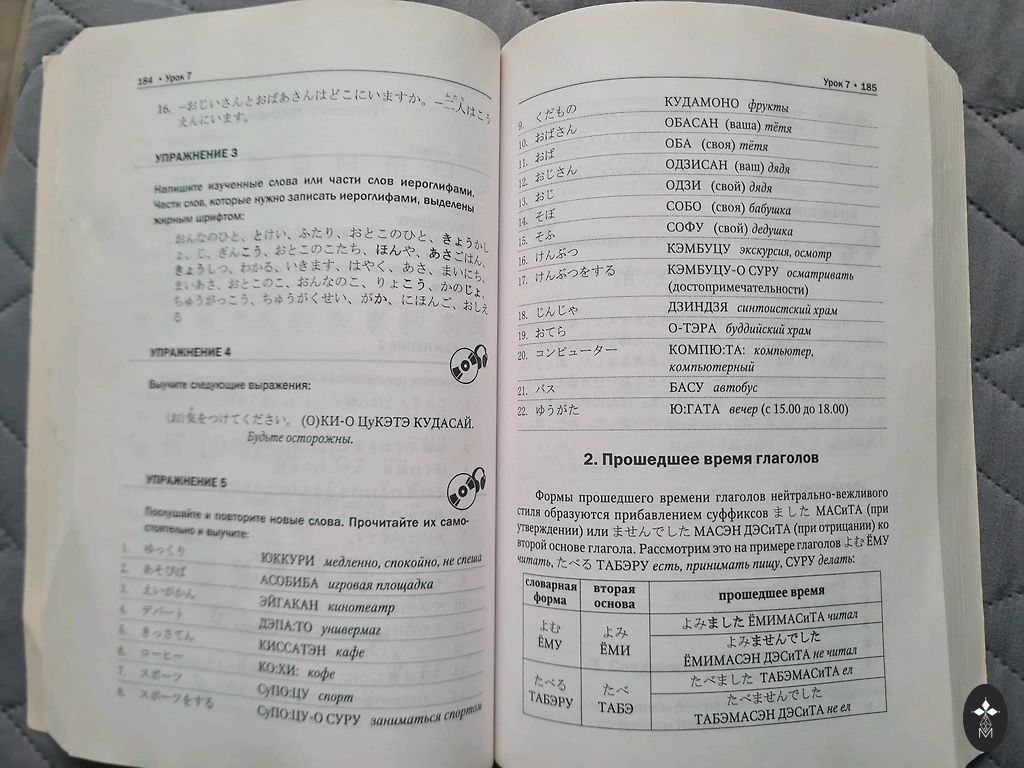 184 • Урок 7
16. –おじいさんとおばあさんはどこにいますか。–二人はこう
えんにいます。
УПРАЖНЕНИЕ 3
Напишите изученные слова или части слов иероглифами.
Части слов, которые нужно записать иероглифами, выделены
жирным шрифтом:
おんなのひと、とけい、ふたり、おとこのひと、きょうかし
ょ、じ、ぎんこう、おとこのこたち、ほんや、あさごはん、
きょうしつ、わかる、いきます、はやく、あさ、まいにち、
まいあさ、おとこのこ、おんなのこ、りょこう、かのじょ、
ちゅうがっこう、ちゅうがくせい、がか、にほんご、おしえ
る
УПРАЖНЕНИЕ 4
Выучите следующие выражения:
(お)気をつけてください。 (О)КИ-О ЦуКЭТЭ КУДАСАЙ.
Будьте осторожны.
УПРАЖНЕНИЕ 5
Послушайте и повторите новые слова. Прочитайте их само-
стоятельно и выучите:
1. ゆっくり ЮККУРИ медленно, спокойно, не спеша
2. あそびば АСОБИБА игровая площадка
3. えいがかん ЭЙГАКАН кинотеатр
4. デパート ДЭПА:ТО универмаг
5. きっさてん КИССАТЭН кафе
6. コーヒー КО:ХИ: кофе
7. スポーツ СуПО:ЦУ спорт
8. スポーツをする СуПО:ЦУ-О СУРУ заниматься спортом
Урок 7 • 185
9. くだもの КУДАМОНО фрукты
10. おばさん ОБАСАН (ваша) тётя
11. おば ОБА (своя) тётя
12. おじさん ОДЗИСАН (ваш) дядя
13. おじ ОДЗИ (свой) дядя
14. そぼ СОБО (своя) бабушка
15. そふ СОФУ (свой) дедушка
16. けんぶつ КЭМБУЦУ экскурсия, осмотр
17. けんぶつをする КЭМБУЦУ-О СУРУ осматривать
(достопримечательности)
18. じんじゃ ДЗИНДЗЯ синтоистский храм
19. おてら О-ТЭРА буддийский храм
20. コンピューター КОМПЮ:ТА: компьютер,
компьютерный
21. バス БАСУ автобус
22. ゆうがた Ю:ГАТА вечер (с 15.00 до 18.00)
2. Прошедшее время глаголов
Формы прошедшего времени глаголов нейтрально-вежливого
стиля образуются прибавлением суффиксов ました МАСиТА (при
утверждении) или ませんでした МАСЭН ДЭСиТА (при отрицании) ко
второй основе глагола. Рассмотрим это на примере глаголов よむ ЁМУ
читать, たべる ТАБЭРУ есть, принимать пищу, СУРУ делать:
словарная форма вторая основа прошедшее время
よむ ЁМУ よみ ЁМИ よみました ЁМИМАСиТА читал
よみませんでした
ЁМИМАСЭН ДЭСиТА не читал
たべる ТАБЭРУ たべ ТАБЭ たべました ТАБЭМАСиТА ел
たべませんでした
ТАБЭМАСЭН ДЭСиТА не ел
M